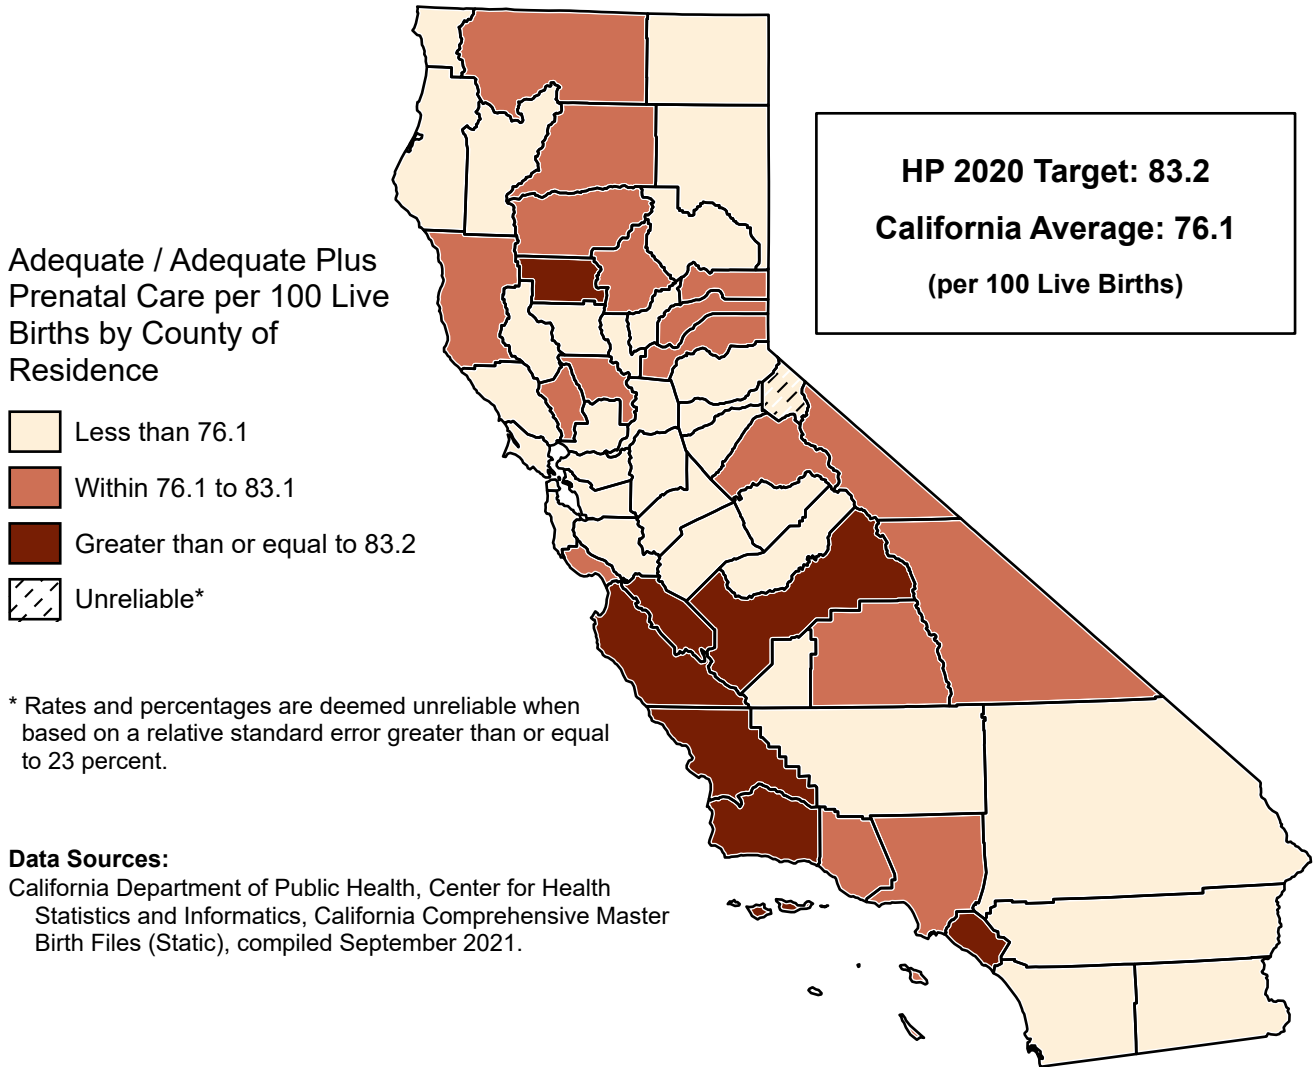 HP 2020 Target: 83.2
California Average: 76.1
(per 100 Live Births)
Adequate / Adequate Plus
Prenatal Care per 100 Live
Births by County of
Residence
Less than 76.1
Within 76.1 to 83.1
Greater than or equal to 83.2
Unreliable*
* Rates and percentages are deemed unreliable when
based on a relative standard error greater than or equal
to 23 percent.
Data Sources:
California Department of Public Health, Center for Health
Statistics and Informatics, California Comprehensive Master
Birth Files (Static), compiled September 2021.